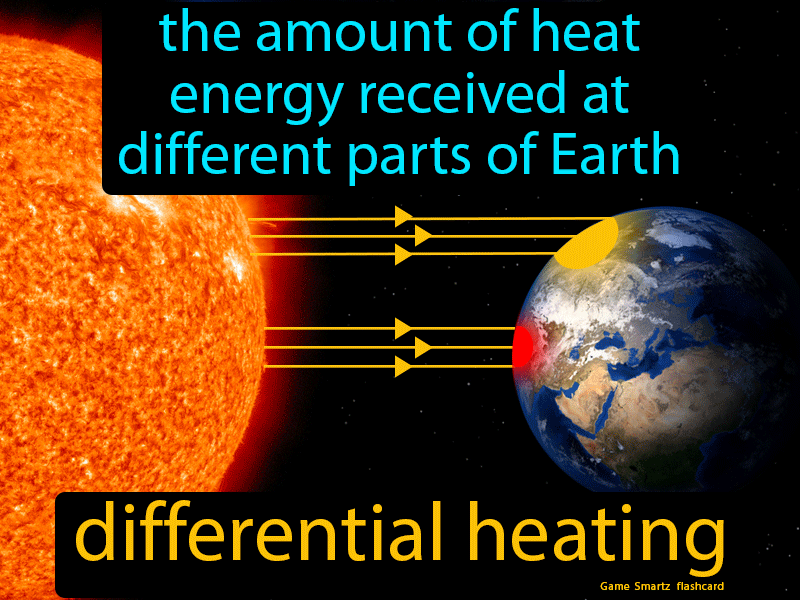 the amount of heat
energy received at
different parts of Earth
differential heating
Game Smartz flashcard